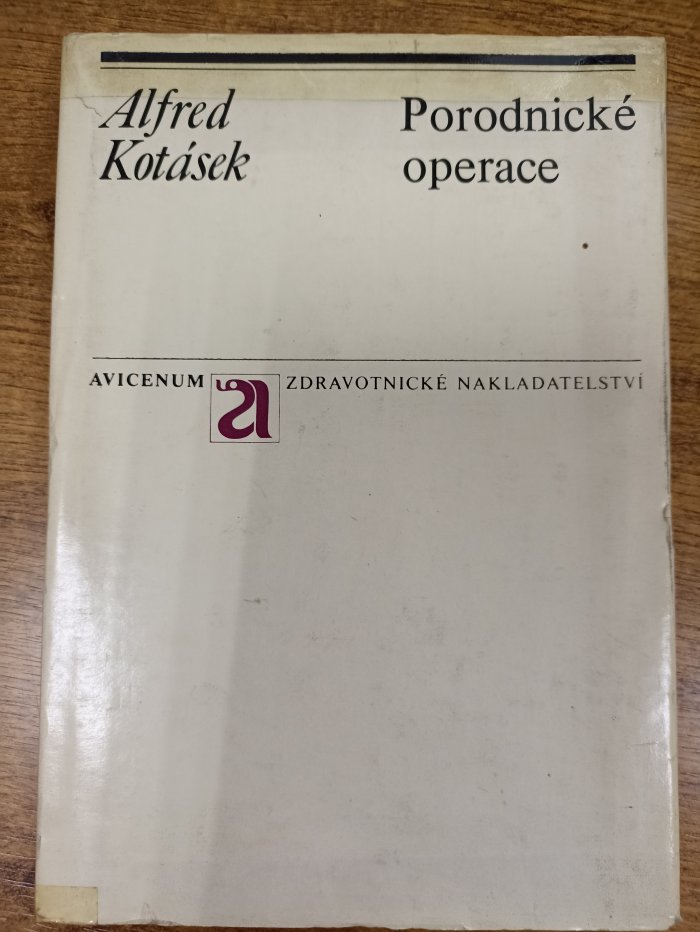 Alfred
Kotásek
Porodnické
operace
AVICENUM a ZDRAVOTNICKÉ NAKLADATELSTVÍ